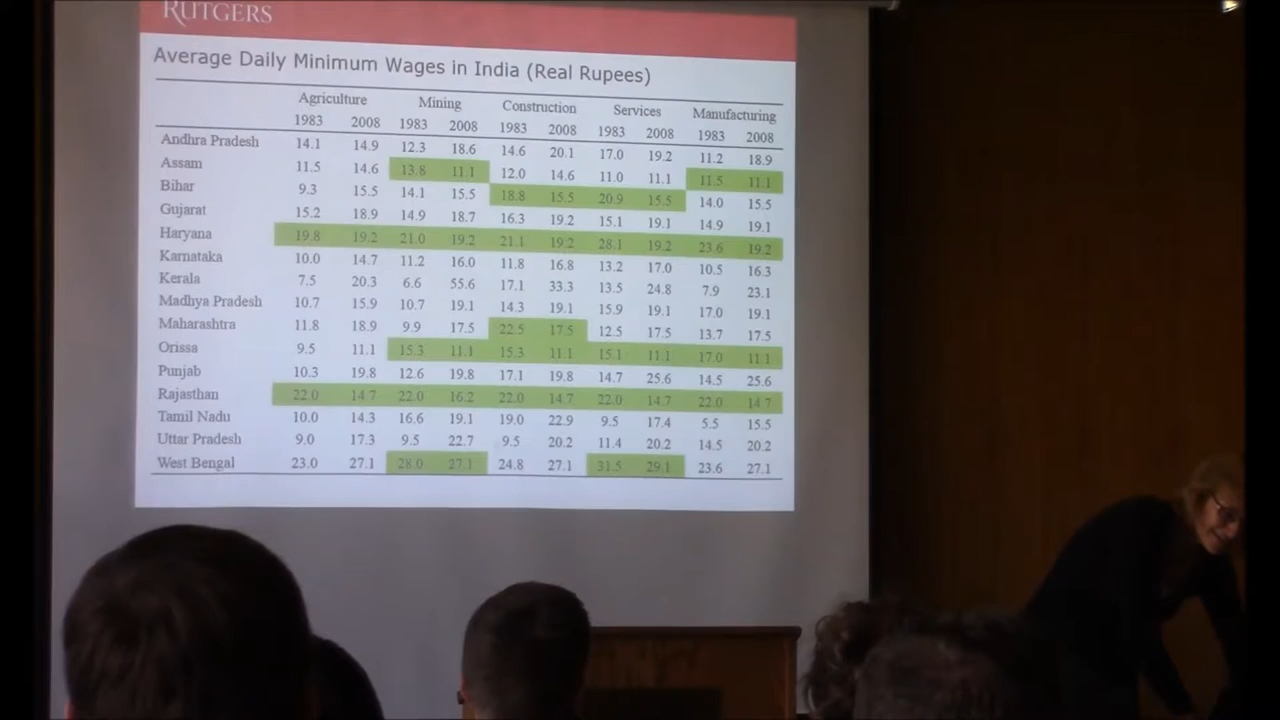 RUTGERS
Average Daily Minimum Wages in India (Real Rupees)
Agriculture Mining Construction Services Manufacturing
1983 2008 1983 2008 1983 2008 1983 2008 1983 2008
Andhra Pradesh 14.1 14.9 12.3 18.6 14.6 20.1 17.0 19.2 11.2 18.9
Assam 11.5 14.6 13.8 11.1 12.0 14.6 11.0 11.1 11.5 11.1
Bihar 9.3 15.5 14.1 15.5 18.8 15.5 20.9 15.5 14.0 15.5
Gujarat 15.2 18.9 14.9 18.7 16.3 19.2 15.1 19.1 14.9 19.1
Haryana 19.8 19.2 21.0 19.2 21.1 19.2 28.1 19.2 23.6 19.2
Karnataka 10.0 14.7 11.2 16.0 11.8 16.8 13.2 17.0 10.5 16.3
Kerala 7.5 20.3 6.6 55.6 17.1 33.3 13.5 24.8 7.9 23.1
Madhya Pradesh 10.7 15.9 10.7 19.1 14.3 19.1 15.9 19.1 17.0 19.1
Maharashtra 11.8 18.9 9.9 17.5 22.5 17.5 12.5 17.5 13.7 17.5
Orissa 9.5 11.1 15.3 11.1 15.3 11.1 15.1 11.1 17.0 11.1
Punjab 10.3 19.8 12.6 19.8 17.1 19.8 14.7 25.6 14.5 25.6
Rajasthan 22.0 14.7 22.0 16.2 22.0 14.7 22.0 14.7 22.0 14.7
Tamil Nadu 10.0 14.3 16.6 19.1 19.0 22.9 9.5 17.4 5.5 15.5
Uttar Pradesh 9.0 17.3 9.5 22.7 9.5 20.2 11.4 20.2 14.5 20.2
West Bengal 23.0 27.1 28.0 27.1 24.8 27.1 31.5 29.1 23.6 27.1